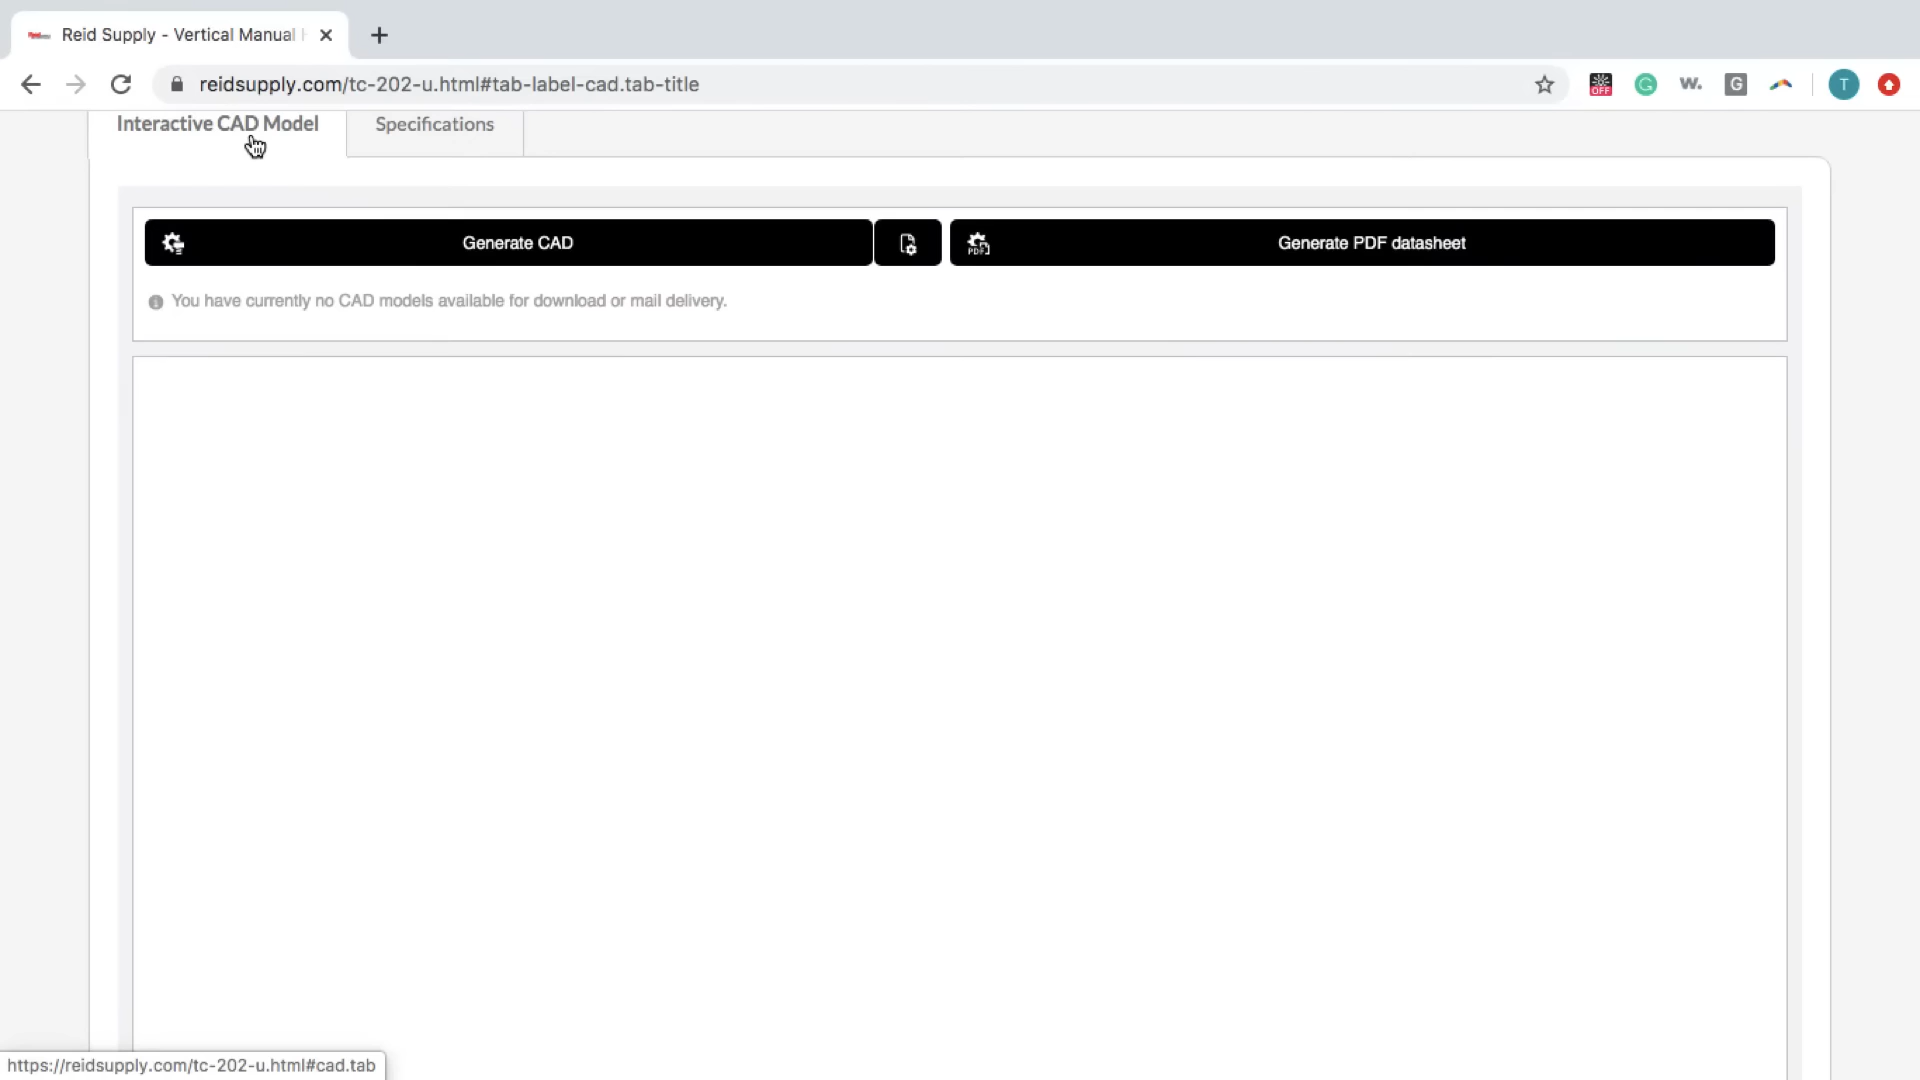 Reid Supply - Vertical Manual
reidsupply.com/tc-202-u.html#tab-label-cad.tab-title
OFF
G
w.
G
T
Interactive CAD Model
Specifications
Generate CAD
PDF
Generate PDF datasheet
You have currently no CAD models available for download or mail delivery.
https://reidsupply.com/tc-202-u.html#cad.tab